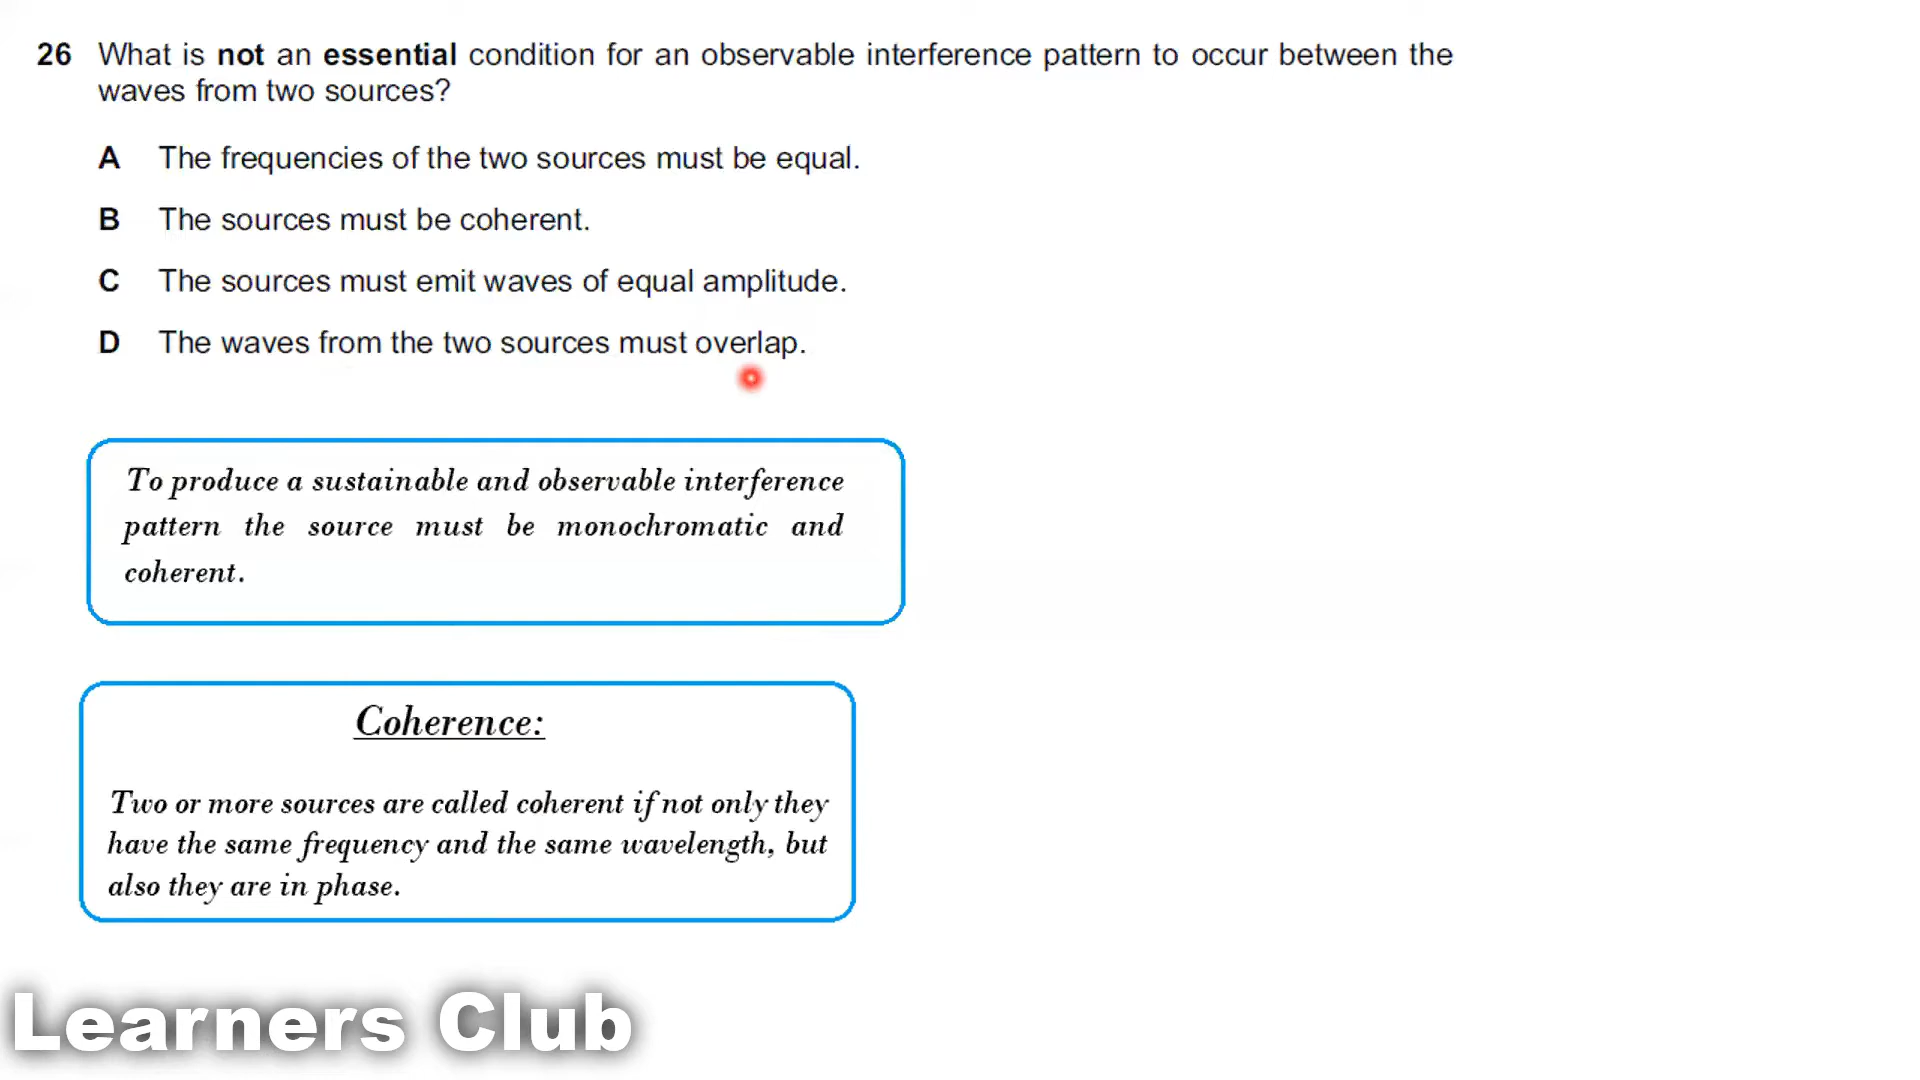 26 What is not an essential condition for an observable interference pattern to occur between the
waves from two sources?
A The frequencies of the two sources must be equal.
B The sources must be coherent.
C The sources must emit waves of equal amplitude.
D The waves from the two sources must overlap.
To produce a sustainable and observable interference
pattern the source must be monochromatic and
coherent.
Coherence:
Two or more sources are called coherent if not only they
have the same frequency and the same wavelength, but
also they are in phase.
Learners Club